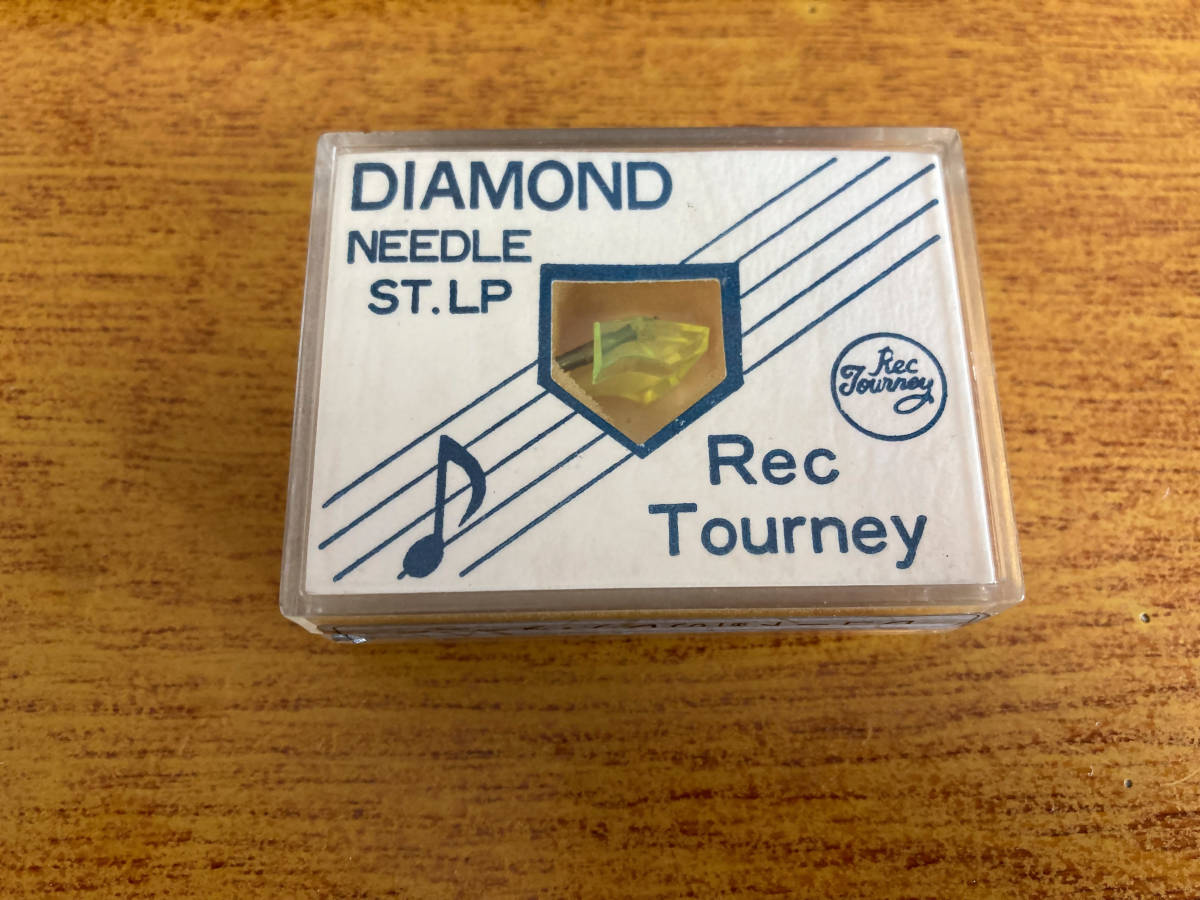 DIAMOND
NEEDLE
ST. LP
Rec
Tourney
Rec
Tourney